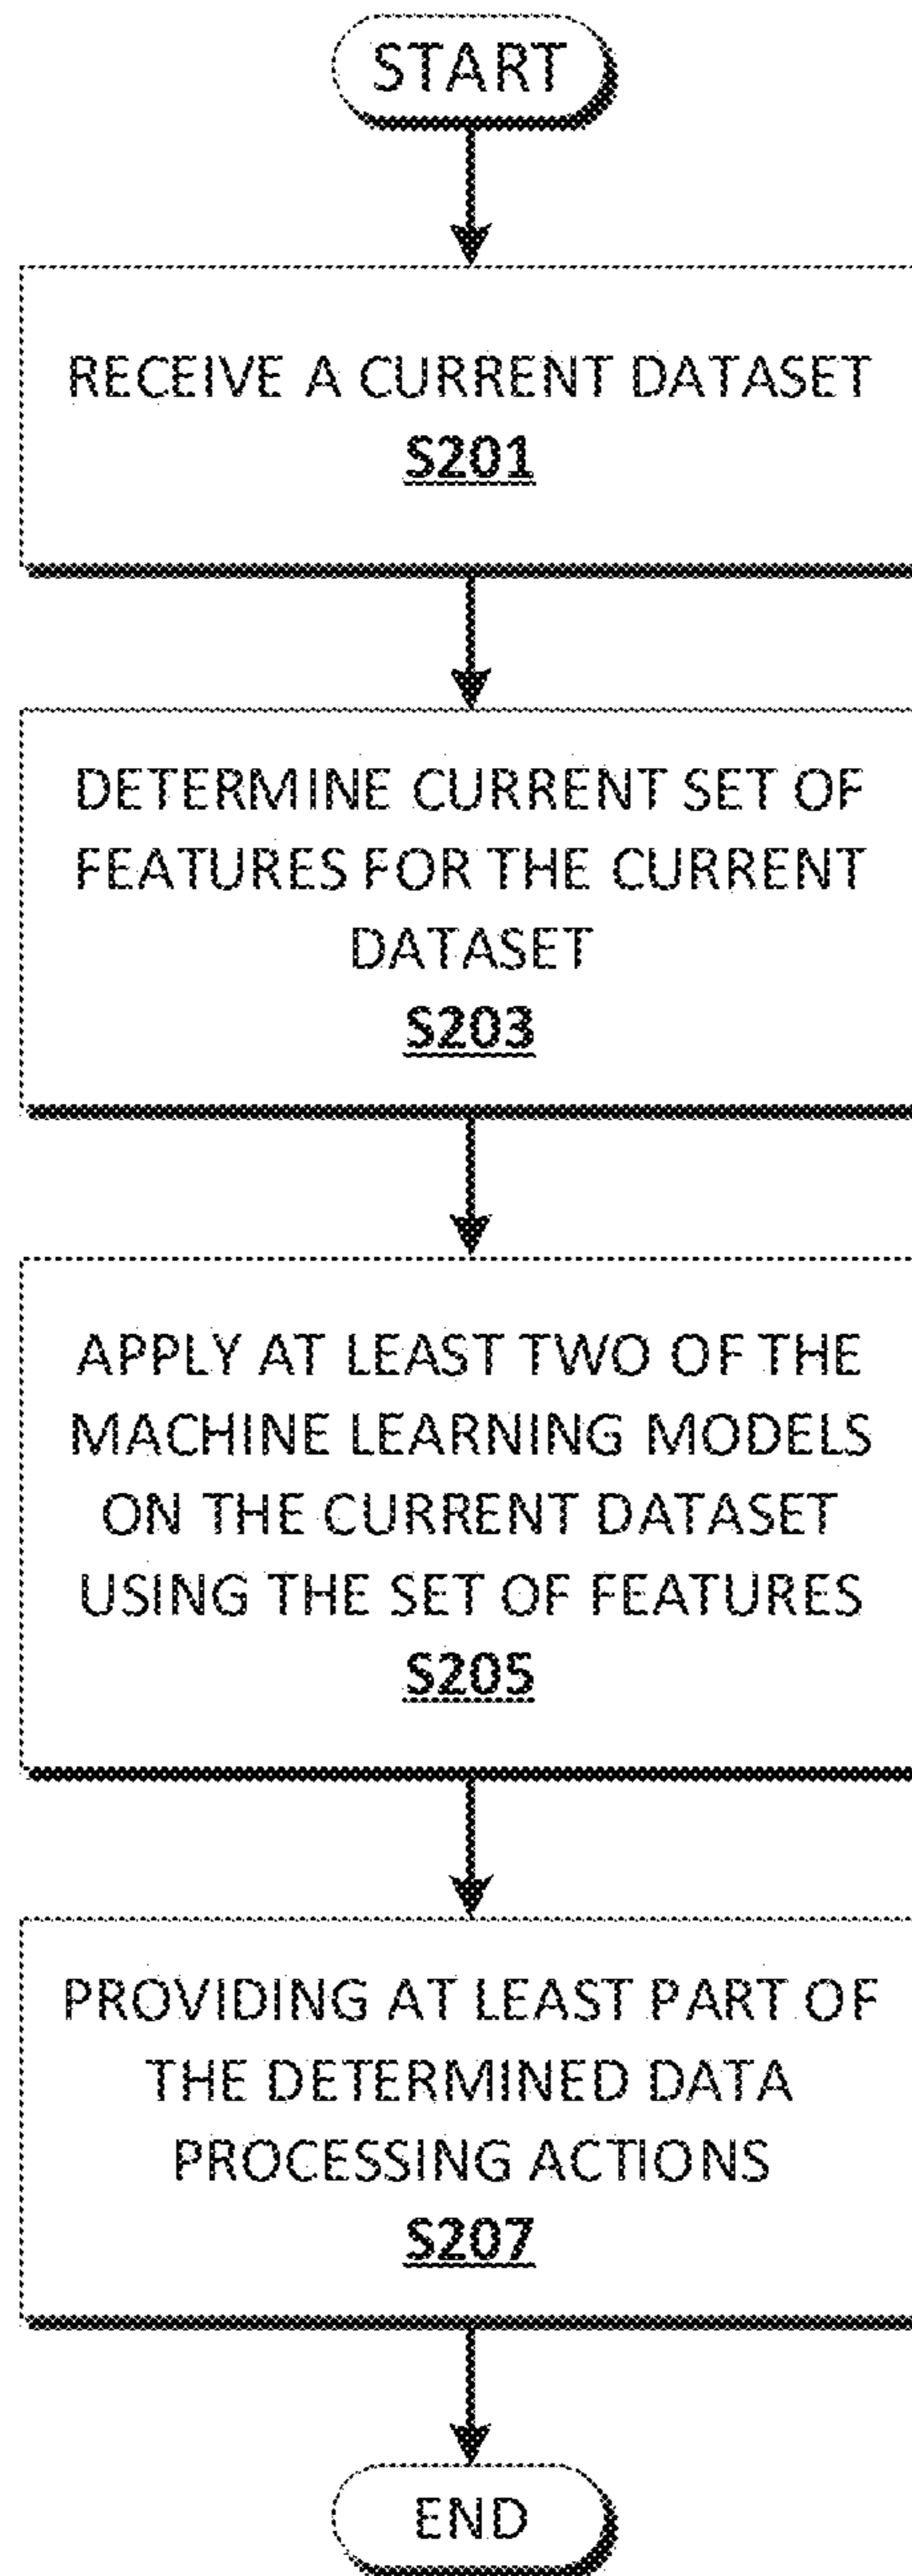 START
RECEIVE A CURRENT DATASET
S201
DETERMINE CURRENT SET OF
FEATURES FOR THE CURRENT
DATASET
S203
APPLY AT LEAST TWO OF THE
MACHINE LEARNING MODELS
ON THE CURRENT DATASET
USING THE SET OF FEATURES
S205
PROVIDING AT LEAST PART OF
THE DETERMINED DATA
PROCESSING ACTIONS
S207
END